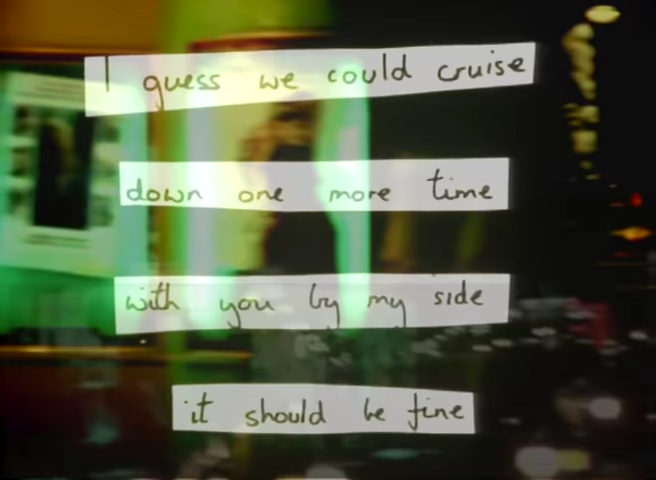 I guess we could cruise
down one more time
with you by my side
it should be fine